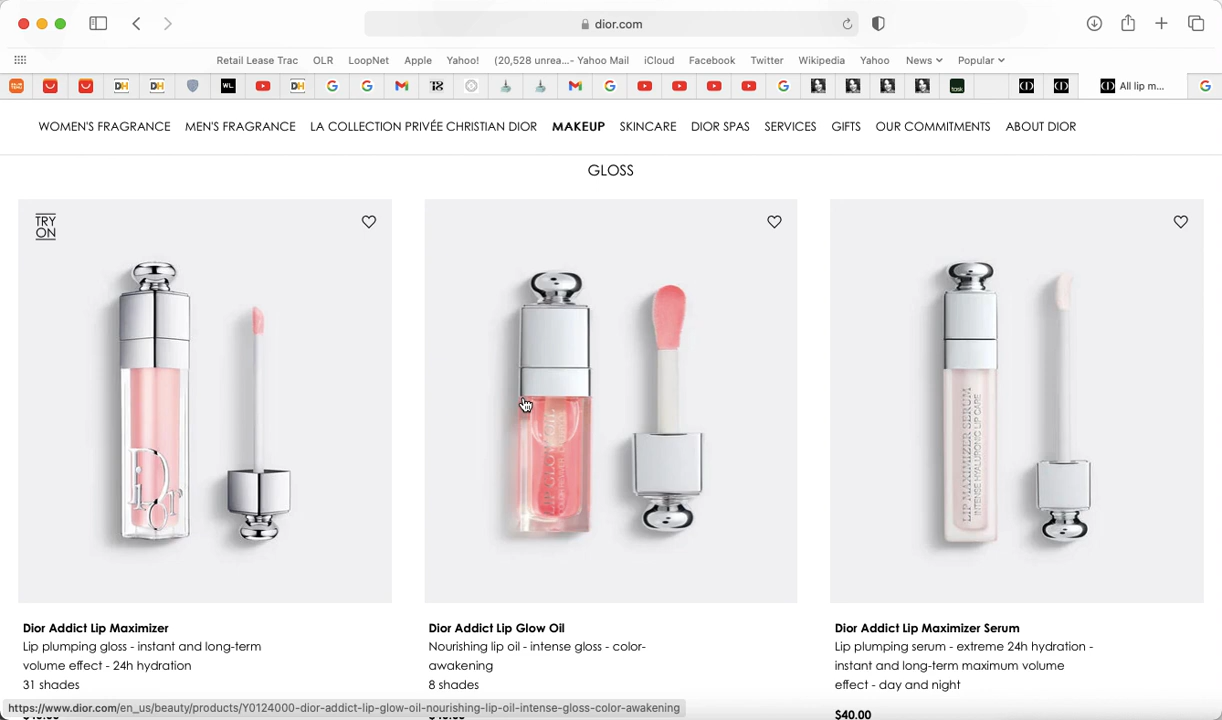 dior.com
Retail Lease Trac OLR LoopNet Apple Yahoo! (20,528 unrea...- Yahoo Mail iCloud Facebook Twitter Wikipedia Yahoo News Popular
All lip m...
WOMEN'S FRAGRANCE MEN'S FRAGRANCE LA COLLECTION PRIVÉE CHRISTIAN DIOR MAKEUP SKINCARE DIOR SPAS SERVICES GIFTS OUR COMMITMENTS ABOUT DIOR
GLOSS
TRY
ON
Dior
LIP MAXIMIZER SERUM
INTENSE HYALURONIC LIP CARE
Dior Addict Lip Maximizer
Lip plumping gloss - instant and long-term
volume effect - 24h hydration
31 shades
Dior Addict Lip Glow Oil
Nourishing lip oil - intense gloss - color-
awakening
8 shades
Dior Addict Lip Maximizer Serum
Lip plumping serum - extreme 24h hydration -
instant and long-term maximum volume
effect - day and night
$40.00
https://www.dior.com/en_us/beauty/products/Y0124000-dior-addict-lip-glow-oil-nourishing-lip-oil-intense-gloss-color-awakening